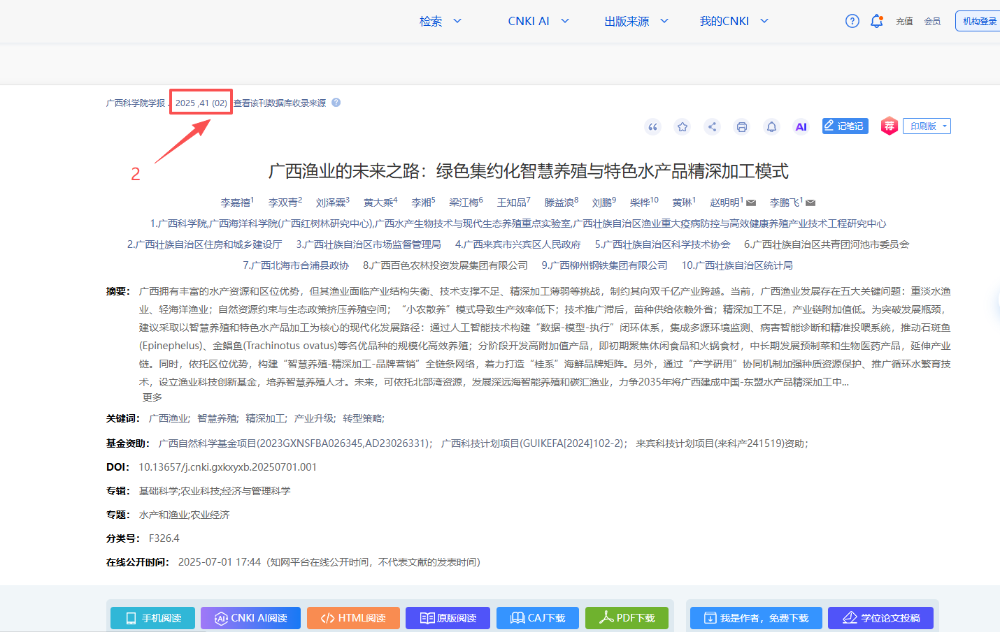 检索 CNKI AI 出版来源 我的CNKI 充值 会员 机构登录
广西科学院学报 . 2025 ,41 (02) 查看该刊数据库收录来源
AI 记笔记 荐 印刷版
2
广西渔业的未来之路：绿色集约化智慧养殖与特色水产品精深加工模式
李嘉禧1 李双青2 刘泽霖3 黄大乘4 李湘5 梁江梅6 王知品7 滕益浪8 刘鹏9 柴桦10 黄琳1 赵明明1 李鹏飞1
1.广西科学院,广西海洋科学院(广西红树林研究中心),广西水产生物技术与现代生态养殖重点实验室,广西壮族自治区渔业重大疫病防控与高效健康养殖产业技术工程研究中心
2.广西壮族自治区住房和城乡建设厅 3.广西壮族自治区市场监督管理局 4.广西来宾市兴宾区人民政府 5.广西壮族自治区科学技术协会 6.广西壮族自治区共青团河池市委员会
7.广西北海市合浦县政协 8.广西百色农林投资发展集团有限公司 9.广西柳州钢铁集团有限公司 10.广西壮族自治区统计局
摘要： 广西拥有丰富的水产资源和区位优势，但其渔业面临产业结构失衡、技术支撑不足、精深加工薄弱等挑战，制约其向双千亿产业跨越。当前，广西渔业发展存在五大关键问题：重淡水渔
业、轻海洋渔业；自然资源约束与生态政策挤压养殖空间；“小农散养”模式导致生产效率低下；技术推广滞后，苗种供给依赖外省；精深加工不足，产业链附加值低。为突破发展瓶颈，
建议采取以智慧养殖和特色水产品加工为核心的现代化发展路径：通过人工智能技术构建“数据-模型-执行”闭环体系，集成多源环境监测、病害智能诊断和精准投喂系统，推动石斑鱼
(Epinephelus)、金鲳鱼(Trachinotus ovatus)等名优品种的规模化高效养殖；分阶段开发高附加值产品，即初期聚焦休闲食品和火锅食材，中长期发展预制菜和生物医药产品，延伸产业
链。同时，依托区位优势，构建“智慧养殖-精深加工-品牌营销”全链条网络，着力打造“桂系”海鲜品牌矩阵。另外，通过“产学研用”协同机制加强种质资源保护、推广循环水繁育技
术，设立渔业科技创新基金，培养智慧养殖人才。未来，可依托北部湾资源，发展深远海智能养殖和碳汇渔业，力争2035年将广西建成中国-东盟水产品精深加工中...
更多
关键词： 广西渔业; 智慧养殖; 精深加工; 产业升级; 转型策略;
基金资助： 广西自然科学基金项目(2023GXNSFBA026345,AD23026331)； 广西科技计划项目(GUIKEFA[2024]102-2)； 来宾科技计划项目(来科产241519)资助；
DOI： 10.13657/j.cnki.gxkxyxb.20250701.001
专辑： 基础科学;农业科技;经济与管理科学
专题： 水产和渔业;农业经济
分类号： F326.4
在线公开时间： 2025-07-01 17:44（知网平台在线公开时间，不代表文献的发表时间）
手机阅读 AI CNKI AI阅读 HTML阅读 原版阅读 CAJ下载 PDF下载 我是作者，免费下载 学位论文投稿